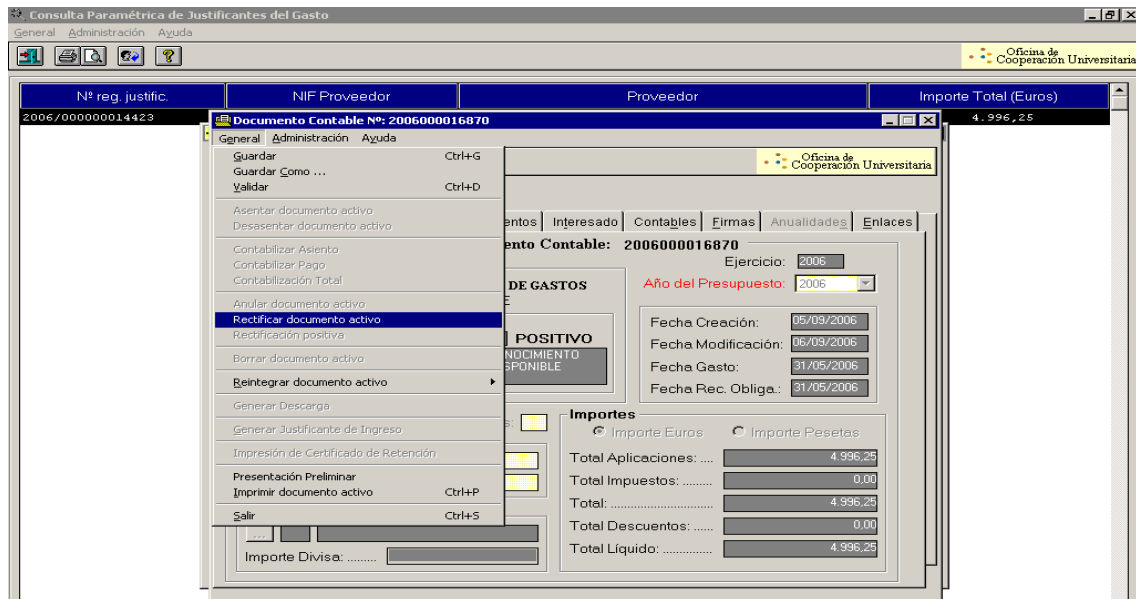 Consulta Paramétrica de Justificantes del Gasto
General Administración Ayuda
Oficina de
Cooperación Universitaria
Nº reg. justific. NIF Proveedor Proveedor Importe Total (Euros)
2006/000000014423 4.996,25
Documento Contable Nº: 2006000016870
General Administración Ayuda
Guardar Ctrl+G
Guardar Como ...
Validar Ctrl+D
Asentar documento activo
Desasentar documento activo
Contabilizar Asiento
Contabilizar Pago
Contabilización Total
Anular documento activo
Rectificar documento activo
Rectificación positiva
Borrar documento activo
Reintegrar documento activo
Generar Descarga
Generar Justificante de Ingreso
Impresión de Certificado de Retención
Presentación Preliminar
Imprimir documento activo Ctrl+P
Salir Ctrl+S
Oficina de
Cooperación Universitaria
entos Interesado Contables Firmas Anualidades Enlaces
ento Contable: 2006000016870
Ejercicio: 2006
DE GASTOS Año del Presupuesto: 2006
POSITIVO
NOCIMIENTO
SPONIBLE
Fecha Creación: 05/09/2006
Fecha Modificación: 06/09/2006
Fecha Gasto: 31/05/2006
Fecha Rec. Obliga.: 31/05/2006
s:
Importes
Importe Euros Importe Pesetas
Total Aplicaciones: .... 4.996,25
Total Impuestos: ......... 0,00
Total: ............................. 4.996,25
Total Descuentos: ...... 0,00
Total Líquido: .............. 4.996,25
...
Importe Divisa: .........